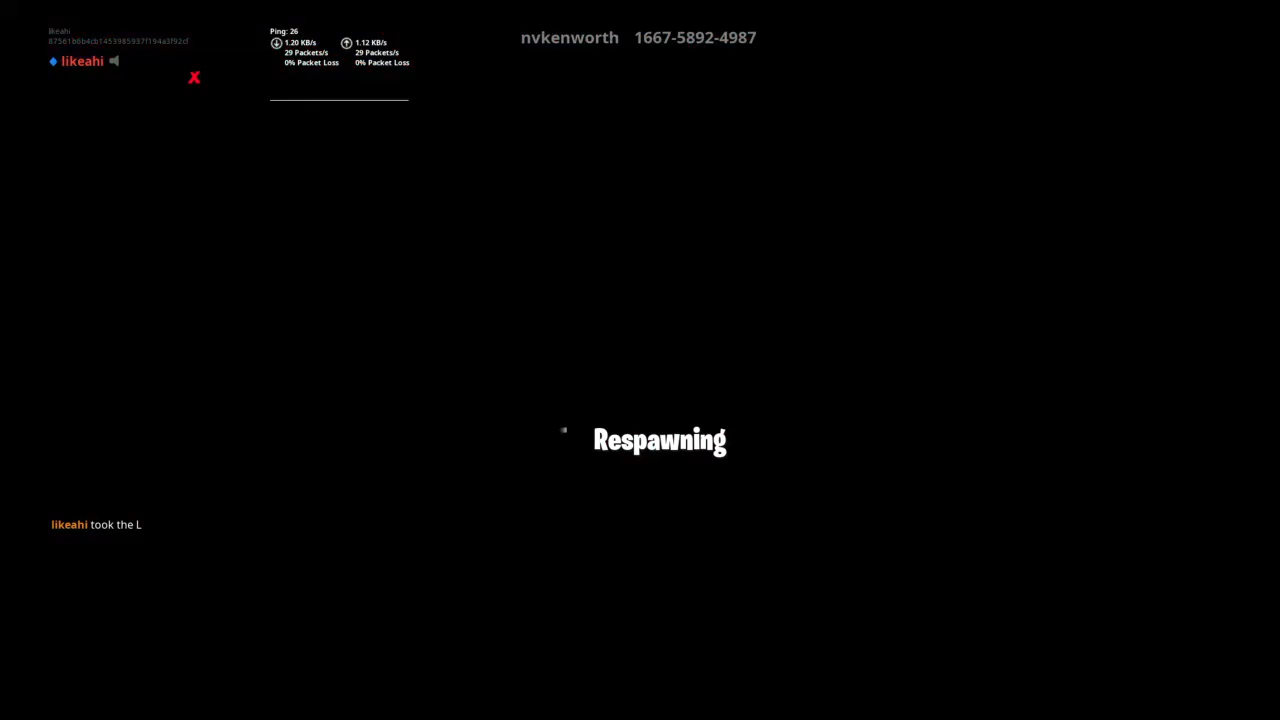 likeahi
likeahi
Ping: 26
1.20 KB/s
29 Packets/s
0% Packet Loss
1.12 KB/s
29 Packets/s
0% Packet Loss
nvkenworth 1667-5892-4987
Respawning
likeahi took the L